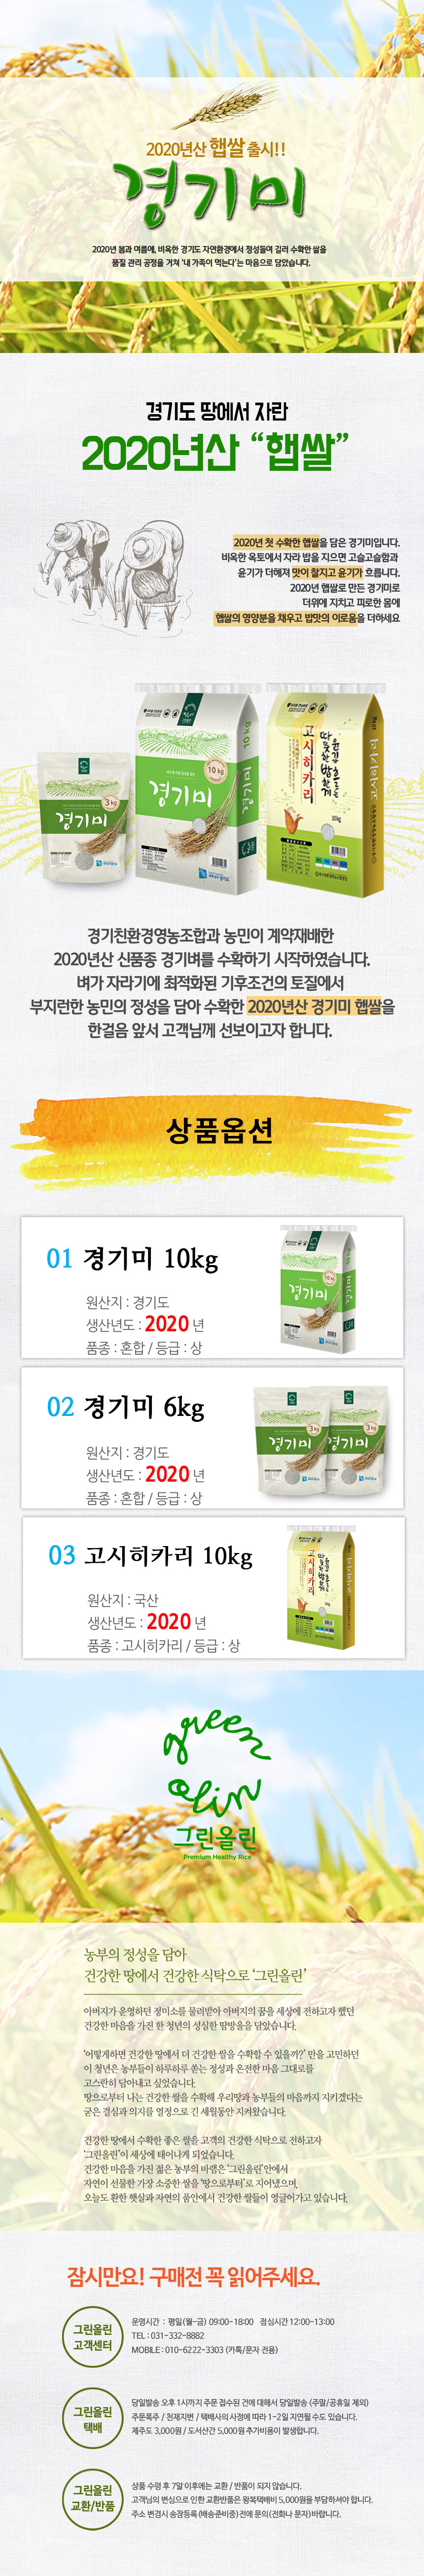 2020년산 햅쌀 출시!!
경기미
2020년 봄과 여름에, 비옥한 경기도 자연환경에서 정성들여 길러 수확한 쌀을
품질 관리 공정을 거쳐 '내 가족이 먹는다'는 마음으로 담았습니다.
경기도 땅에서 자란
2020년산 “햅쌀”
2020년 첫 수확한 햅쌀을 담은 경기미입니다.
비옥한 옥토에서 자라 밥을 지으면 고슬고슬함과
윤기가 더해져 맛이 찰지고 윤기가 흐릅니다.
2020년 햅쌀로 만든 경기미로
더위에 지치고 피로한 몸에
햅쌀의 영양분을 채우고 밥맛의 이로움을 더하세요
3kg
경기미
10 kg
경기미
10 kg
경기미
고시히카리
윤기가 흐르는
따뜻한 밥 한 그릇
10kg
고시히카리
경기친환경영농조합과 농민이 계약재배한
2020년산 신품종 경기벼를 수확하기 시작하였습니다.
벼가 자라기에 최적화된 기후조건의 토질에서
부지런한 농민의 정성을 담아 수확한 2020년산 경기미 햅쌀을
한걸음 앞서 고객님께 선보이고자 합니다.
상품옵션
01 경기미 10kg
원산지 : 경기도
생산년도 : 2020 년
품종 : 혼합 / 등급 : 상
경기미
02 경기미 6kg
원산지 : 경기도
생산년도 : 2020 년
품종 : 혼합 / 등급 : 상
3kg
경기미
3kg
경기미
03 고시히카리 10kg
원산지 : 국산
생산년도 : 2020 년
품종 : 고시히카리 / 등급 : 상
고시히카리
green
olin
그린올린
Premium Healthy Rice
농부의 정성을 담아
건강한 땅에서 건강한 식탁으로 ‘그린올린’
아버지가 운영하던 정미소를 물려받아 아버지의 꿈을 세상에 전하고자 했던
건강한 마음을 가진 한 청년의 성실한 땀방울을 담았습니다.
‘어떻게하면 건강한 땅에서 더 건강한 쌀을 수확할 수 있을까?’ 만을 고민하던
이 청년은 농부들이 하루하루 쏟는 정성과 온전한 마음 그대로를
고스란히 담아내고 싶었습니다.
땅으로부터 나는 건강한 쌀을 수확해 우리땅과 농부들의 마음까지 지키겠다는
굳은 결심과 의지를 열정으로 긴 세월동안 지켜왔습니다.
건강한 땅에서 수확한 좋은 쌀을 고객의 건강한 식탁으로 전하고자
‘그린올린’이 세상에 태어나게 되었습니다.
건강한 마음을 가진 젊은 농부의 바램은 ‘그린올린’안에서
자연이 선물한 가장 소중한 쌀을 ‘땅으로부터’로 지어냈으며,
오늘도 환한 햇살과 자연의 품안에서 건강한 쌀들이 영글어가고 있습니다.
잠시만요! 구매전 꼭 읽어주세요.
그린올린
고객센터
운영시간 : 평일(월-금) 09:00-18:00 점심시간 12:00-13:00
TEL : 031-332-8882
MOBILE : 010-6222-3303 (카톡/문자 전용)
그린올린
택배
당일발송 오후 1시까지 주문 접수된 건에 대해서 당일발송 (주말/공휴일 제외)
주문폭주 / 천재지변 / 택배사의 사정에 따라 1-2일 지연될 수도 있습니다.
제주도 3,000원 / 도서산간 5,000원 추가비용이 발생합니다.
그린올린
교환/반품
상품 수령 후 7일 이후에는 교환 / 반품이 되지 않습니다.
고객님의 변심으로 인한 교환반품은 왕복택배비 5,000원을 부담하셔야 합니다.
주소 변경시 송장등록(배송준비중)전에 문의(전화나 문자)바랍니다.